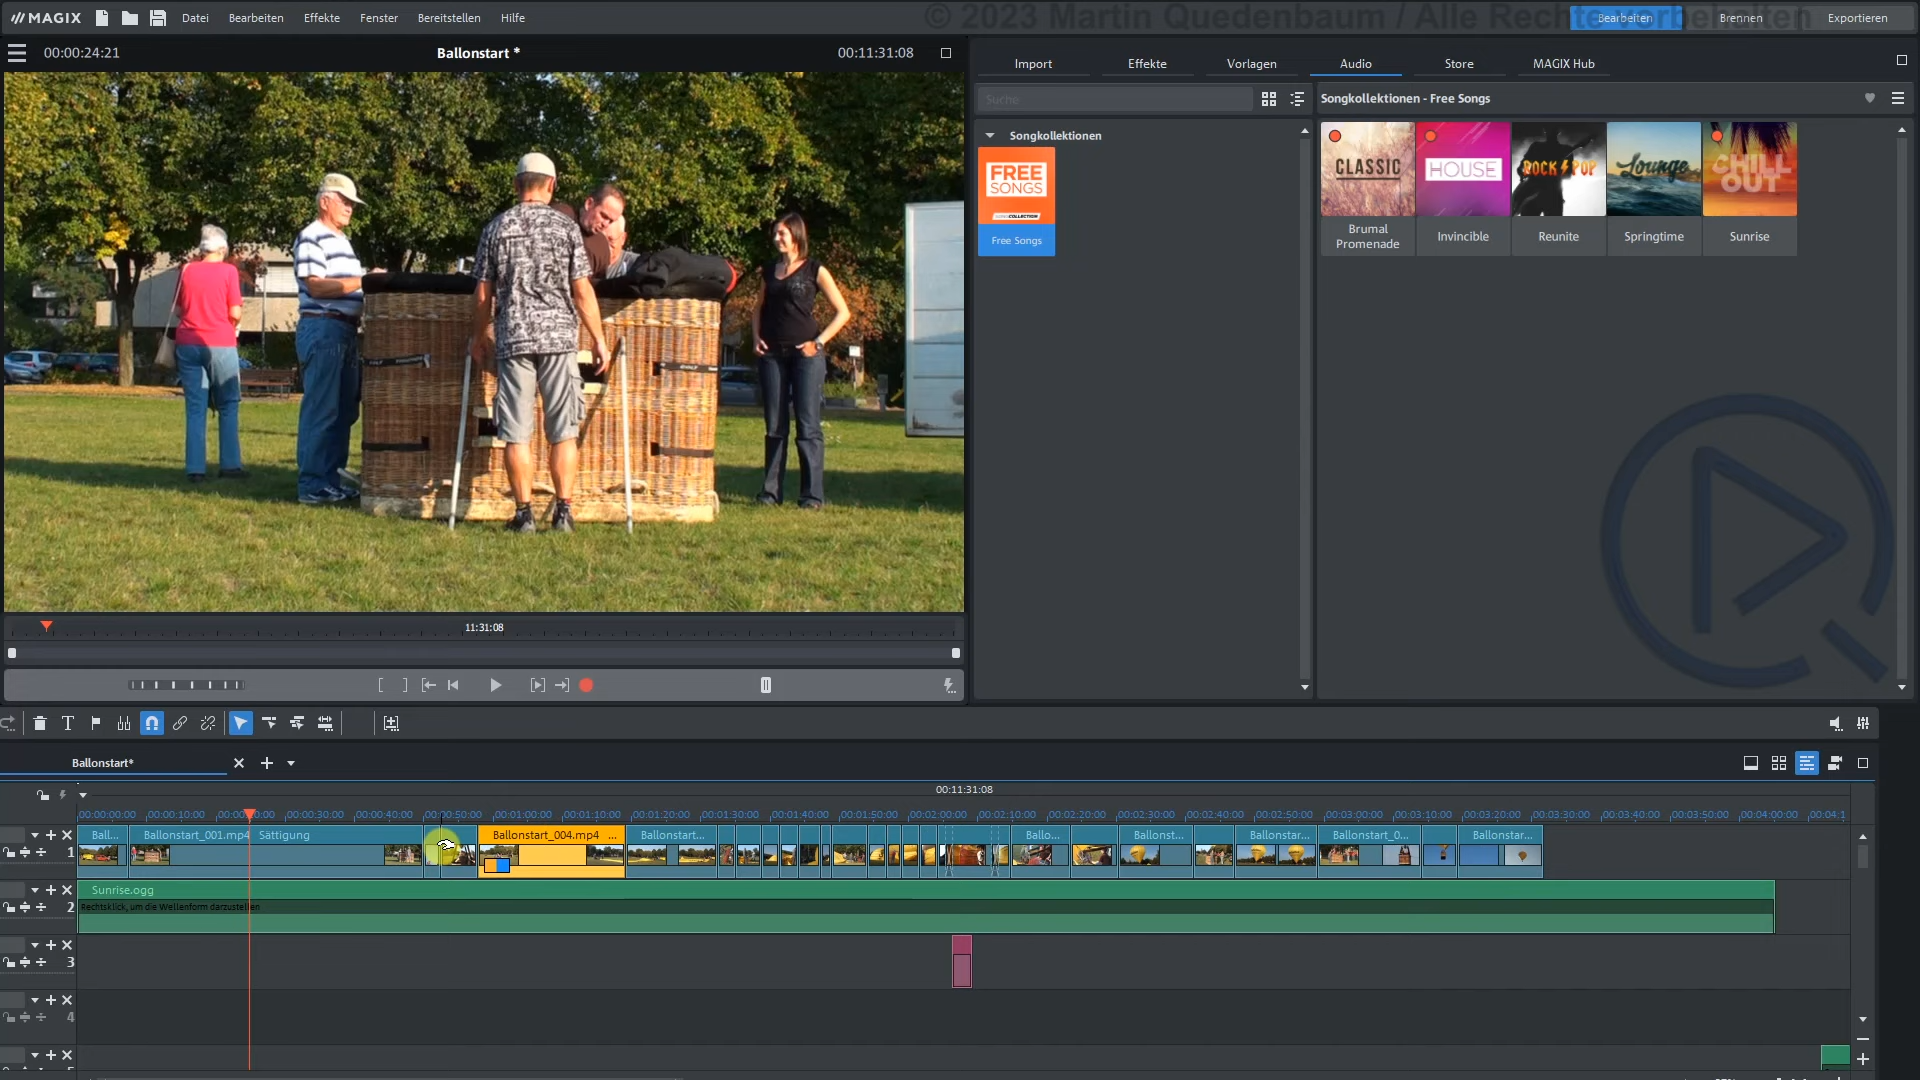 MAGIX
Datei
Bearbeiten
Effekte
Fenster
Bereitstellen
Hilfe
© 2023 Martin Quedenbaum / Alle Rechte vorbehalten
Bearbeiten
Brennen
Exportieren
00:00:24:21
Ballonstart *
00:11:31:08
Import
Effekte
Vorlagen
Audio
Store
MAGIX Hub
Suche
Songkollektionen - Free Songs
Songkollektionen
FREE
SONGS
Free Songs
CLASSIC
HOUSE
ROCK POP
Lounge
CHILL
OUT
Brumal
Promenade
Invincible
Reunite
Springtime
Sunrise
11:31:08
Ballonstart*
00:11:31:08
00:00:00:00 00:00:10:00 00:00:30:00 00:00:40:00 00:00:50:00 00:01:00:00 00:01:10:00 00:01:20:00 00:01:30:00 00:01:40:00 00:01:50:00 00:02:00:00 00:02:10:00 00:02:20:00 00:02:30:00 00:02:40:00 00:02:50:00 00:03:00:00 00:03:10:00 00:03:20:00 00:03:30:00 00:03:40:00 00:03:50:00 00:04:00:00 00:04:1
Ball...
Ballonstart_001.mp4 Sättigung
Ballonstart_004.mp4 ...
Ballonstart...
Ballo...
Ballonst...
Ballonstar...
Ballonstart_0...
Ballonstar...
1
Sunrise.ogg
Rechtsklick, um die Wellenform darzustellen
2
3
4